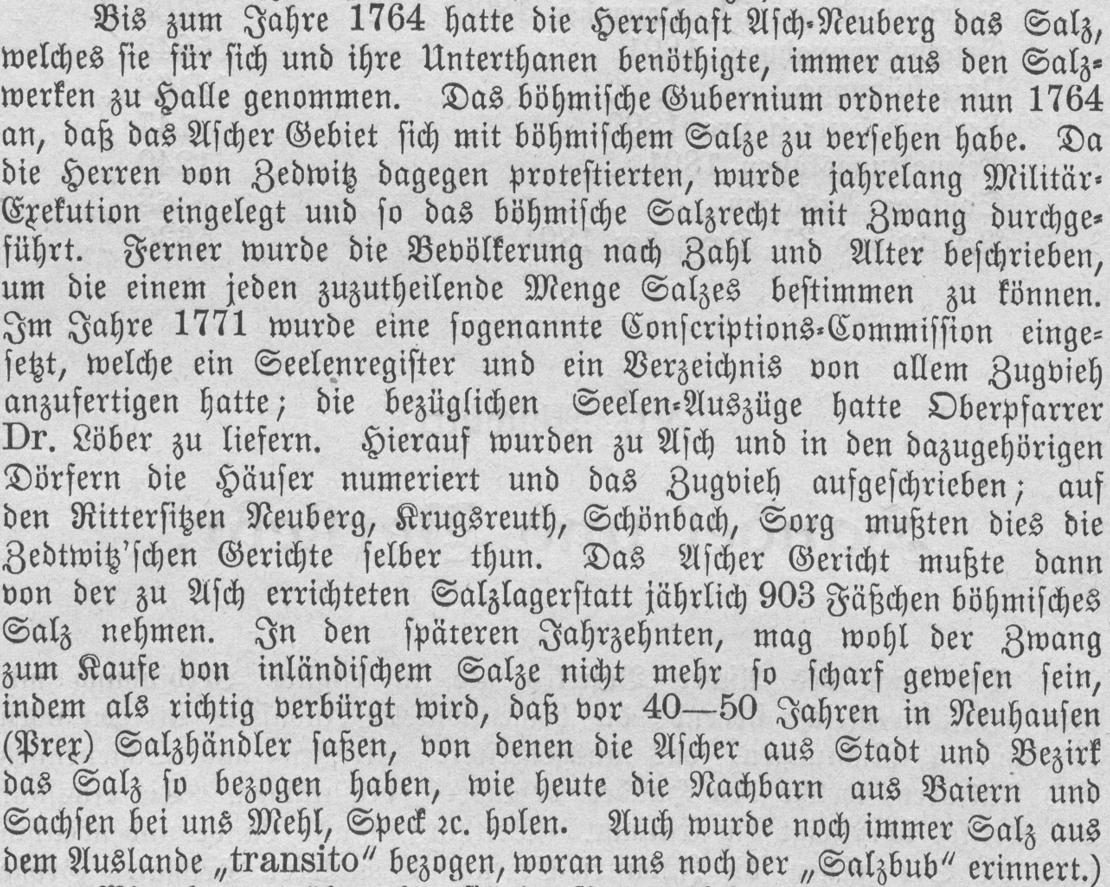 Bis zum Jahre 1764 hatte die Herrschaft Asch-Neuberg das Salz,
welches sie für sich und ihre Unterthanen benöthigte, immer aus den Salz-
werken zu Halle genommen. Das böhmische Gubernium ordnete nun 1764
an, daß das Ascher Gebiet sich mit böhmischem Salze zu versehen habe. Da
die Herren von Zedwitz dagegen protestierten, wurde jahrelang Militär-
Exekution eingelegt und so das böhmische Salzrecht mit Zwang durchge-
führt. Ferner wurde die Bevölkerung nach Zahl und Alter beschrieben,
um die einem jeden zuzutheilende Menge Salzes bestimmen zu können.
Im Jahre 1771 wurde eine sogenannte Conscriptions-Commission einge-
setzt, welche ein Seelenregister und ein Verzeichnis von allem Zugvieh
anzufertigen hatte; die bezüglichen Seelen-Auszüge hatte Oberpfarrer
Dr. Löber zu liefern. Hierauf wurden zu Asch und in den dazugehörigen
Dörfern die Häuser numeriert und das Zugvieh aufgeschrieben; auf
den Rittersitzen Neuberg, Krugsreuth, Schönbach, Sorg mußten dies die
Zedtwitz'schen Gerichte selber thun. Das Ascher Gericht mußte dann
von der zu Asch errichteten Salzlagerstatt jährlich 903 Fäßchen böhmisches
Salz nehmen. In den späteren Jahrzehnten, mag wohl der Zwang
zum Kaufe von inländischem Salze nicht mehr so scharf gewesen sein,
indem als richtig verbürgt wird, daß vor 40—50 Jahren in Neuhausen
(Prex) Salzhändler saßen, von denen die Ascher aus Stadt und Bezirk
das Salz so bezogen haben, wie heute die Nachbarn aus Baiern und
Sachsen bei uns Mehl, Speck ꝛc. holen. Auch wurde noch immer Salz aus
dem Auslande „transito“ bezogen, woran uns noch der „Salzbub“ erinnert.)